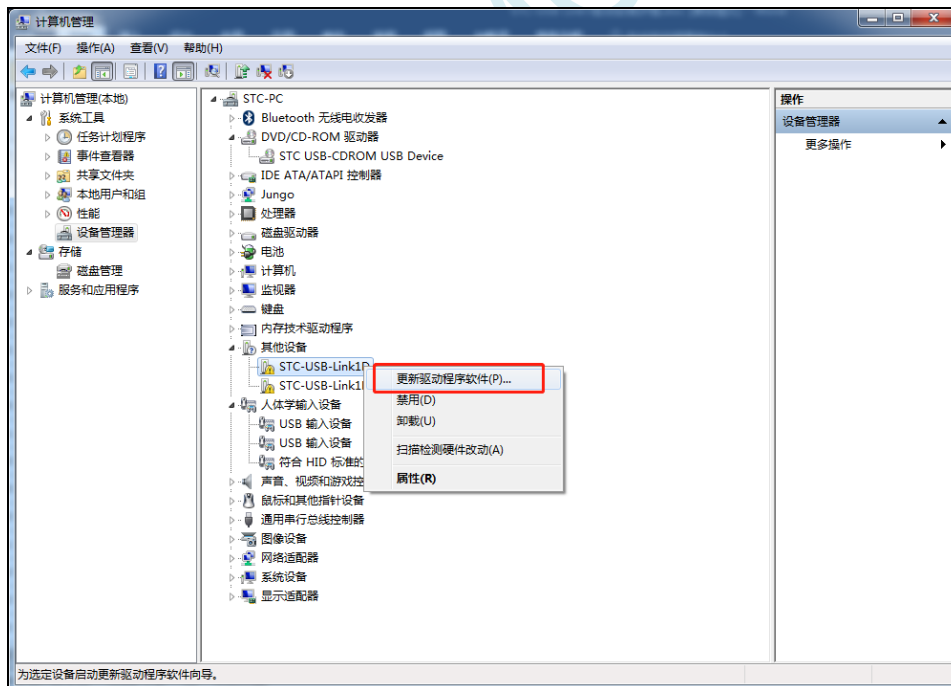 计算机管理
文件(F) 操作(A) 查看(V) 帮助(H)
计算机管理(本地)
系统工具
任务计划程序
事件查看器
共享文件夹
本地用户和组
性能
设备管理器
存储
磁盘管理
服务和应用程序
STC-PC
Bluetooth 无线电收发器
DVD/CD-ROM 驱动器
STC USB-CDROM USB Device
IDE ATA/ATAPI 控制器
Jungo
处理器
磁盘驱动器
电池
计算机
监视器
键盘
内存技术驱动程序
其他设备
STC-USB-Link1D
STC-USB-Link1
人体学输入设备
USB 输入设备
USB 输入设备
符合 HID 标准的
声音、视频和游戏控
鼠标和其他指针设备
通用串行总线控制器
图像设备
网络适配器
系统设备
显示适配器
更新驱动程序软件(P)...
禁用(D)
卸载(U)
扫描检测硬件改动(A)
属性(R)
操作
设备管理器
更多操作
为选定设备启动更新驱动程序软件向导。